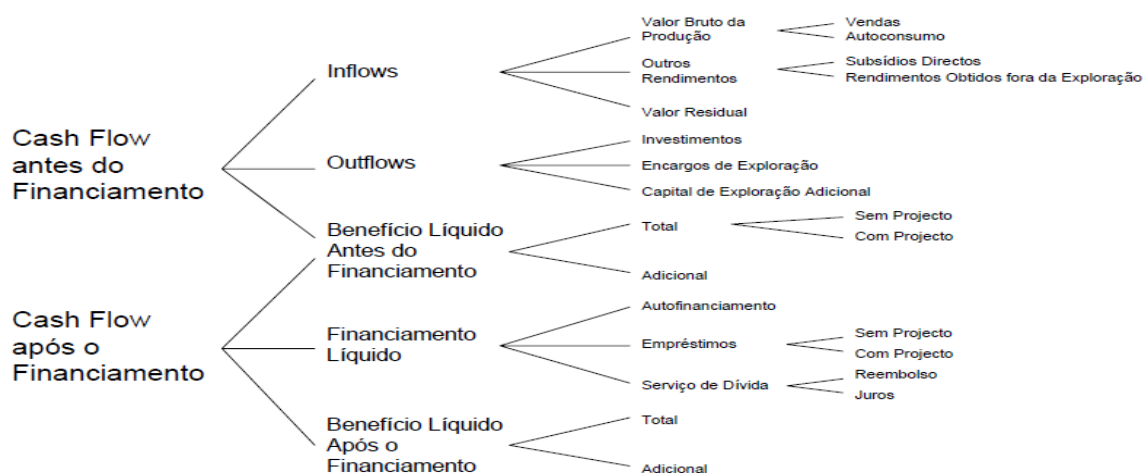 Cash Flow
antes do
Financiamento
Inflows
Valor Bruto da
Produção
Vendas
Autoconsumo
Outros
Rendimentos
Subsídios Directos
Rendimentos Obtidos fora da Exploração
Valor Residual
Outflows
Investimentos
Encargos de Exploração
Capital de Exploração Adicional
Benefício Líquido
Antes do
Financiamento
Total
Sem Projecto
Com Projecto
Adicional
Cash Flow
após o
Financiamento
Financiamento
Líquido
Autofinanciamento
Empréstimos
Sem Projecto
Com Projecto
Serviço de Dívida
Reembolso
Juros
Benefício Líquido
Após o
Financiamento
Total
Adicional